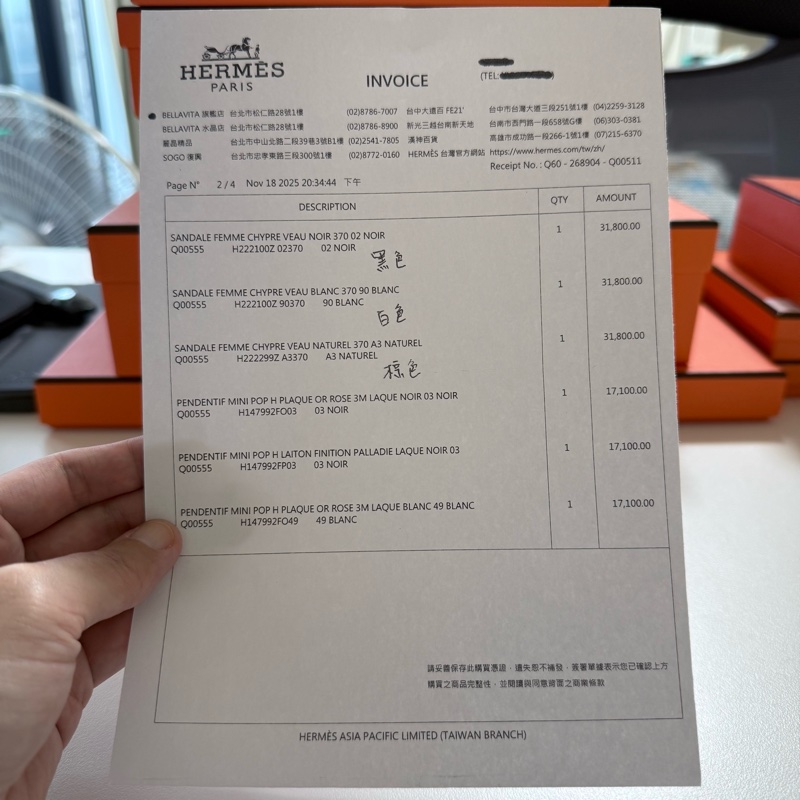 HERMÈS
PARIS
INVOICE
(TEL:
BELLAVITA 旗艦店 台北市松仁路28號1樓 (02)8786-7007 台中大遠百 FE21' 台中市台灣大道三段251號1樓 (04)2259-3128
BELLAVITA 水晶店 台北市松仁路28號1樓 (02)8786-8900 新光三越台南新天地 台南市西門路一段658號G樓 (06)303-0381
麗晶精品 台北市中山北路二段39巷3號B1樓 (02)2541-7805 漢神百貨 高雄市成功路一段266-1號1樓 (07)215-6370
SOGO 復興 台北市忠孝東路三段300號1樓 (02)8772-0160 HERMÈS 台灣官方網站 https://www.hermes.com/tw/zh/
Receipt No. : Q60 - 268904 - Q00511
Page N° 2 / 4 Nov 18 2025 20:34:44 下午
DESCRIPTION QTY AMOUNT
SANDALE FEMME CHYPRE VEAU NOIR 370 02 NOIR 1 31,800.00
Q00555 H222100Z 02370 02 NOIR
黑色
SANDALE FEMME CHYPRE VEAU BLANC 370 90 BLANC 1 31,800.00
Q00555 H222100Z 90370 90 BLANC
白色
SANDALE FEMME CHYPRE VEAU NATUREL 370 A3 NATUREL 1 31,800.00
Q00555 H222299Z A3370 A3 NATUREL
棕色
PENDENTIF MINI POP H PLAQUE OR ROSE 3M LAQUE NOIR 03 NOIR 1 17,100.00
Q00555 H147992FO03 03 NOIR
PENDENTIF MINI POP H LAITON FINITION PALLADIE LAQUE NOIR 03 1 17,100.00
Q00555 H147992FP03 03 NOIR
PENDENTIF MINI POP H PLAQUE OR ROSE 3M LAQUE BLANC 49 BLANC 1 17,100.00
Q00555 H147992FO49 49 BLANC
請妥善保存此購買憑證，遺失恕不補發，簽署單據表示您已確認上方
購買之商品完整性，並閱讀與同意背面之商業條款
HERMÈS ASIA PACIFIC LIMITED (TAIWAN BRANCH)